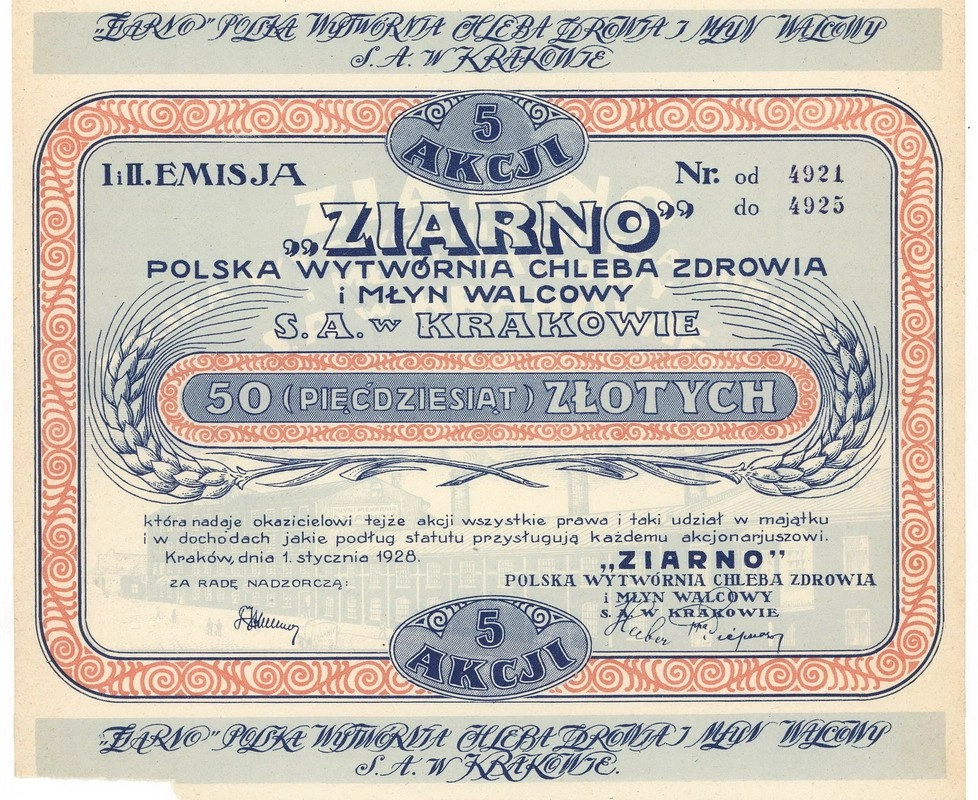 „ZIARNO” POLSKA WYTWÓRNIA CHLEBA ZDROWIA I MŁYN WALCOWY
S. A. W KRAKOWIE
5
AKCJI
I i II. EMISJA
Nr. od 4921
do 4925
„ZIARNO”
POLSKA WYTWÓRNIA CHLEBA ZDROWIA
i MŁYN WALCOWY
S. A. w KRAKOWIE
50 (PIĘĆDZIESIĄT) ZŁOTYCH
która nadaje okazicielowi tejże akcji wszystkie prawa i taki udział w majątku
i w dochodach jakie podług statutu przysługują każdemu akcjonarjuszowi.
Kraków, dnia 1. stycznia 1928.
ZA RADĘ NADZORCZĄ:
„ZIARNO”
POLSKA WYTWÓRNIA CHLEBA ZDROWIA
i MŁYN WALCOWY
S. A. W KRAKOWIE
5
AKCJI
„ZIARNO” POLSKA WYTWÓRNIA CHLEBA ZDROWIA I MŁYN WALCOWY
S. A. W KRAKOWIE.